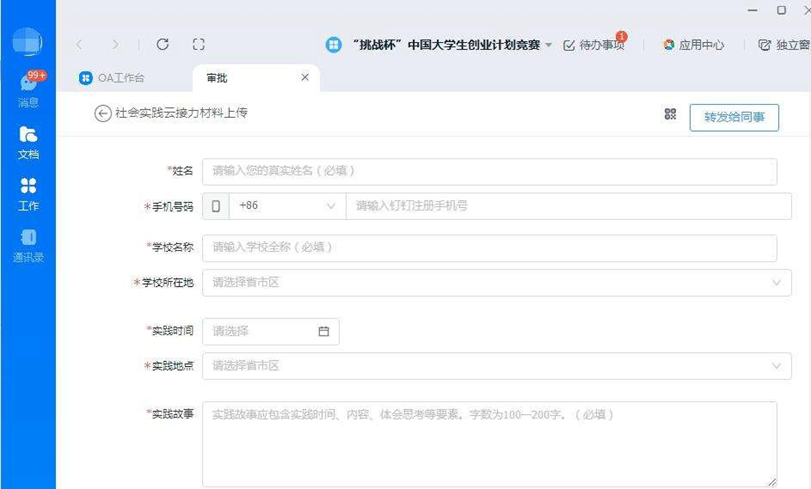 “挑战杯”中国大学生创业计划竞赛 待办事项 1 应用中心 独立窗
OA工作台 审批
99+
消息
文档
工作
通讯录
社会实践云接力材料上传 转发给同事
*姓名 请输入您的真实姓名（必填）
*手机号码 +86 请输入钉钉注册手机号
*学校名称 请输入学校全称（必填）
*学校所在地 请选择省市区
*实践时间 请选择
*实践地点 请选择省市区
*实践故事 实践故事应包含实践时间、内容、体会思考等要素。字数为100—200字。（必填）